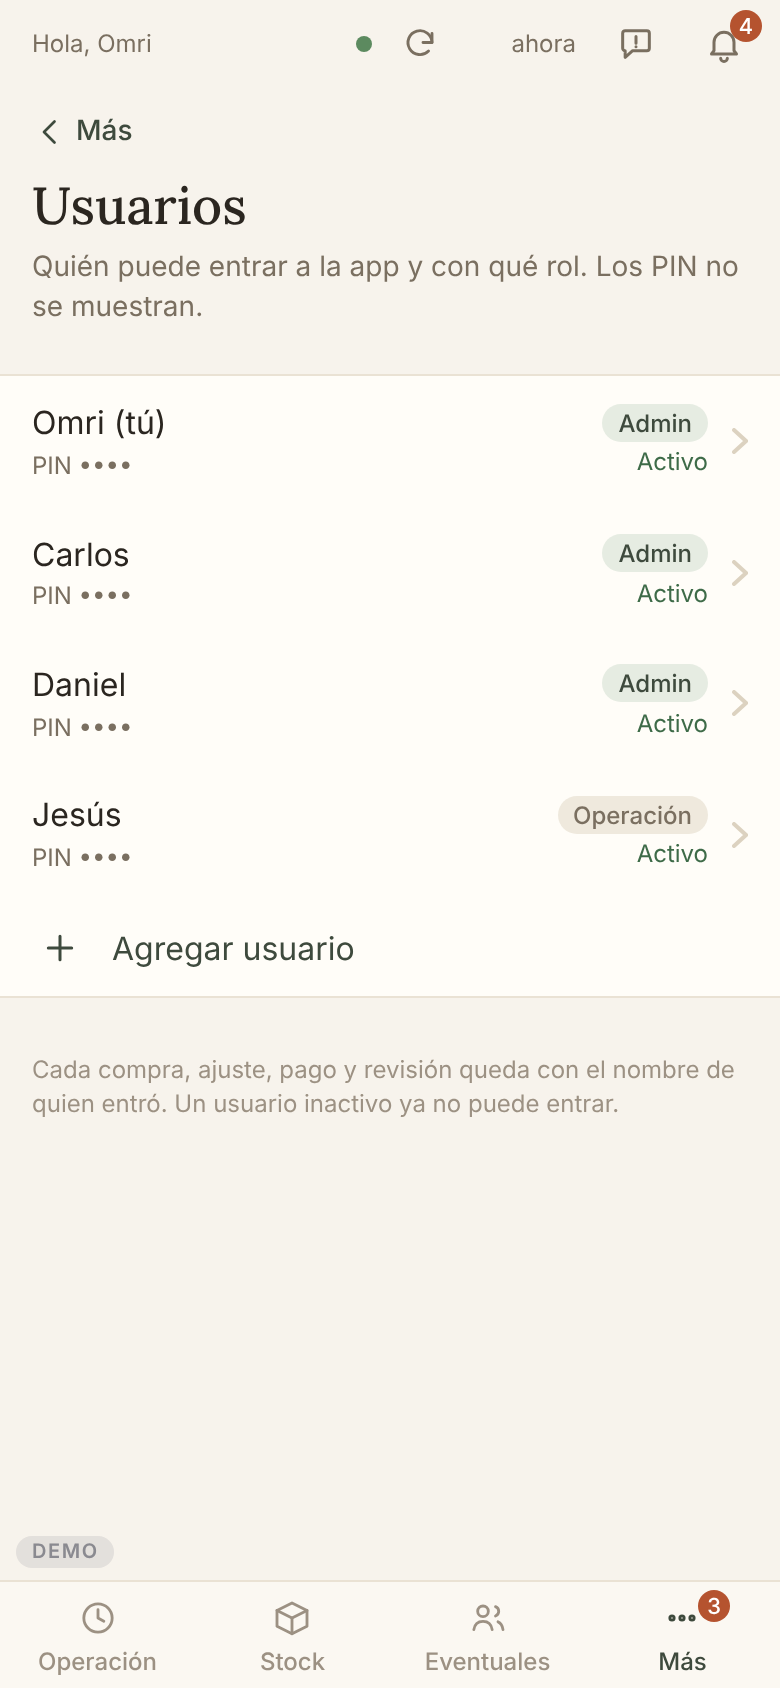 Hola, Omri
ahora
4
Más
Usuarios
Quién puede entrar a la app y con qué rol. Los PIN no
se muestran.
Omri (tú)
Admin
PIN ••••
Activo
Carlos
Admin
PIN ••••
Activo
Daniel
Admin
PIN ••••
Activo
Jesús
Operación
PIN ••••
Activo
Agregar usuario
Cada compra, ajuste, pago y revisión queda con el nombre de
quien entró. Un usuario inactivo ya no puede entrar.
DEMO
3
Operación
Stock
Eventuales
Más